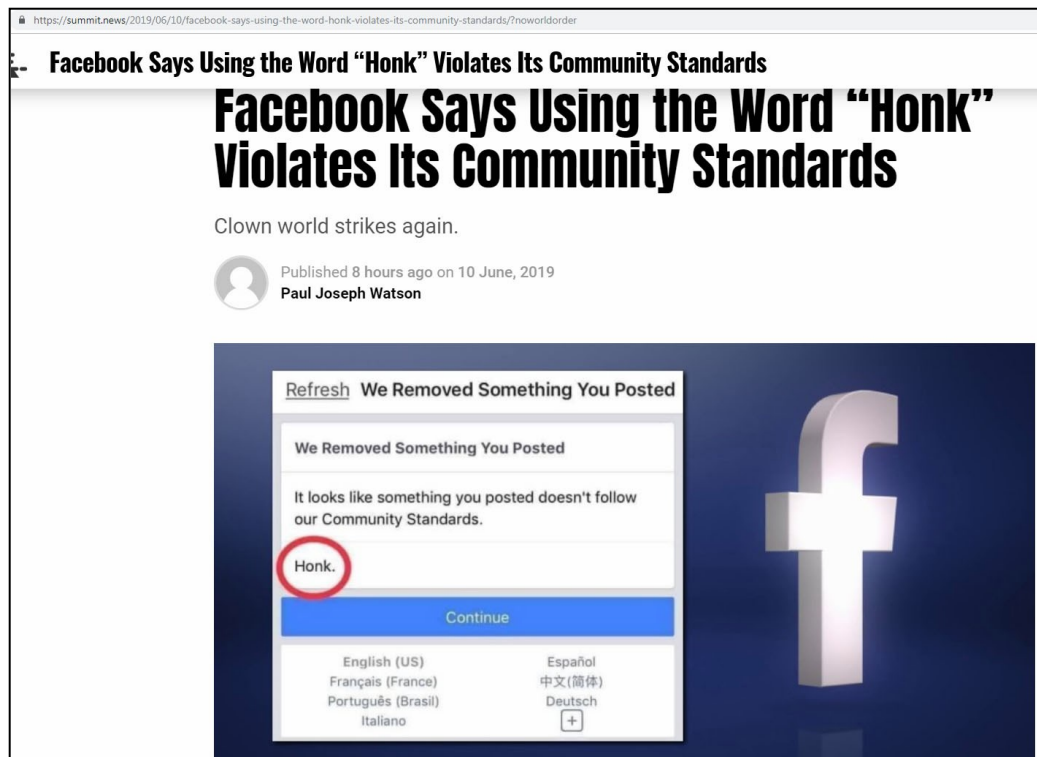 https://summit.news/2019/06/10/facebook-says-using-the-word-honk-violates-its-community-standards/?noworldorder
Facebook Says Using the Word “Honk” Violates Its Community Standards
Facebook Says Using the Word “Honk”
Violates Its Community Standards
Clown world strikes again.
Published 8 hours ago on 10 June, 2019
Paul Joseph Watson
Refresh We Removed Something You Posted
We Removed Something You Posted
It looks like something you posted doesn't follow
our Community Standards.
Honk.
Continue
English (US) Español
Français (France) 中文(简体)
Português (Brasil) Deutsch
Italiano +
f